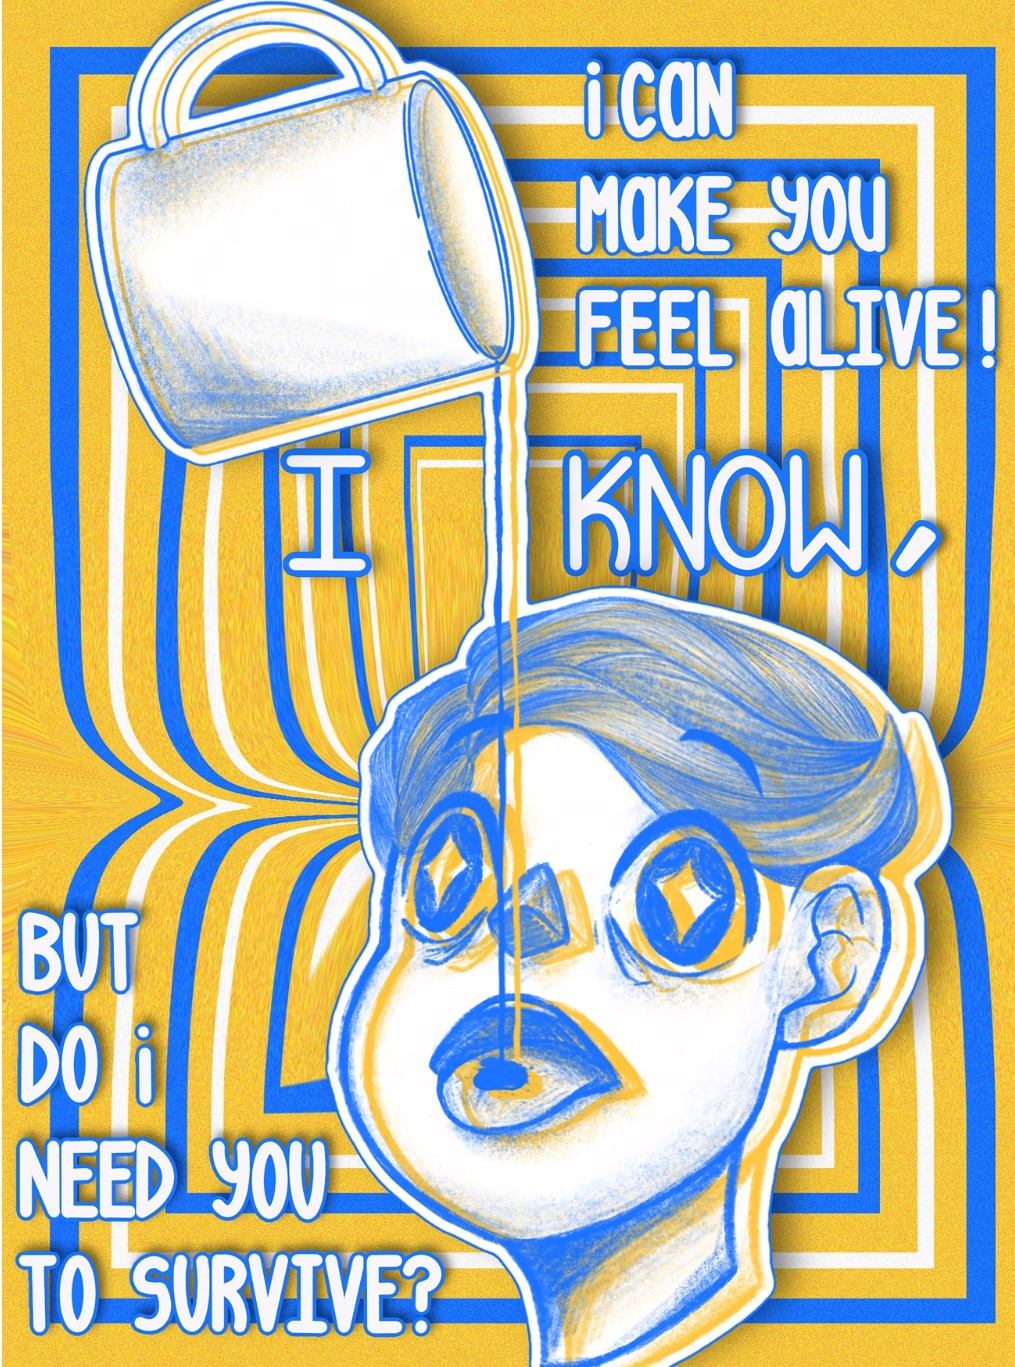 i CaN
MaKE YOU
FEEL aLIVE!
I KNOW,
BUT
DO i
NEED YOU
TO SURVIVE?